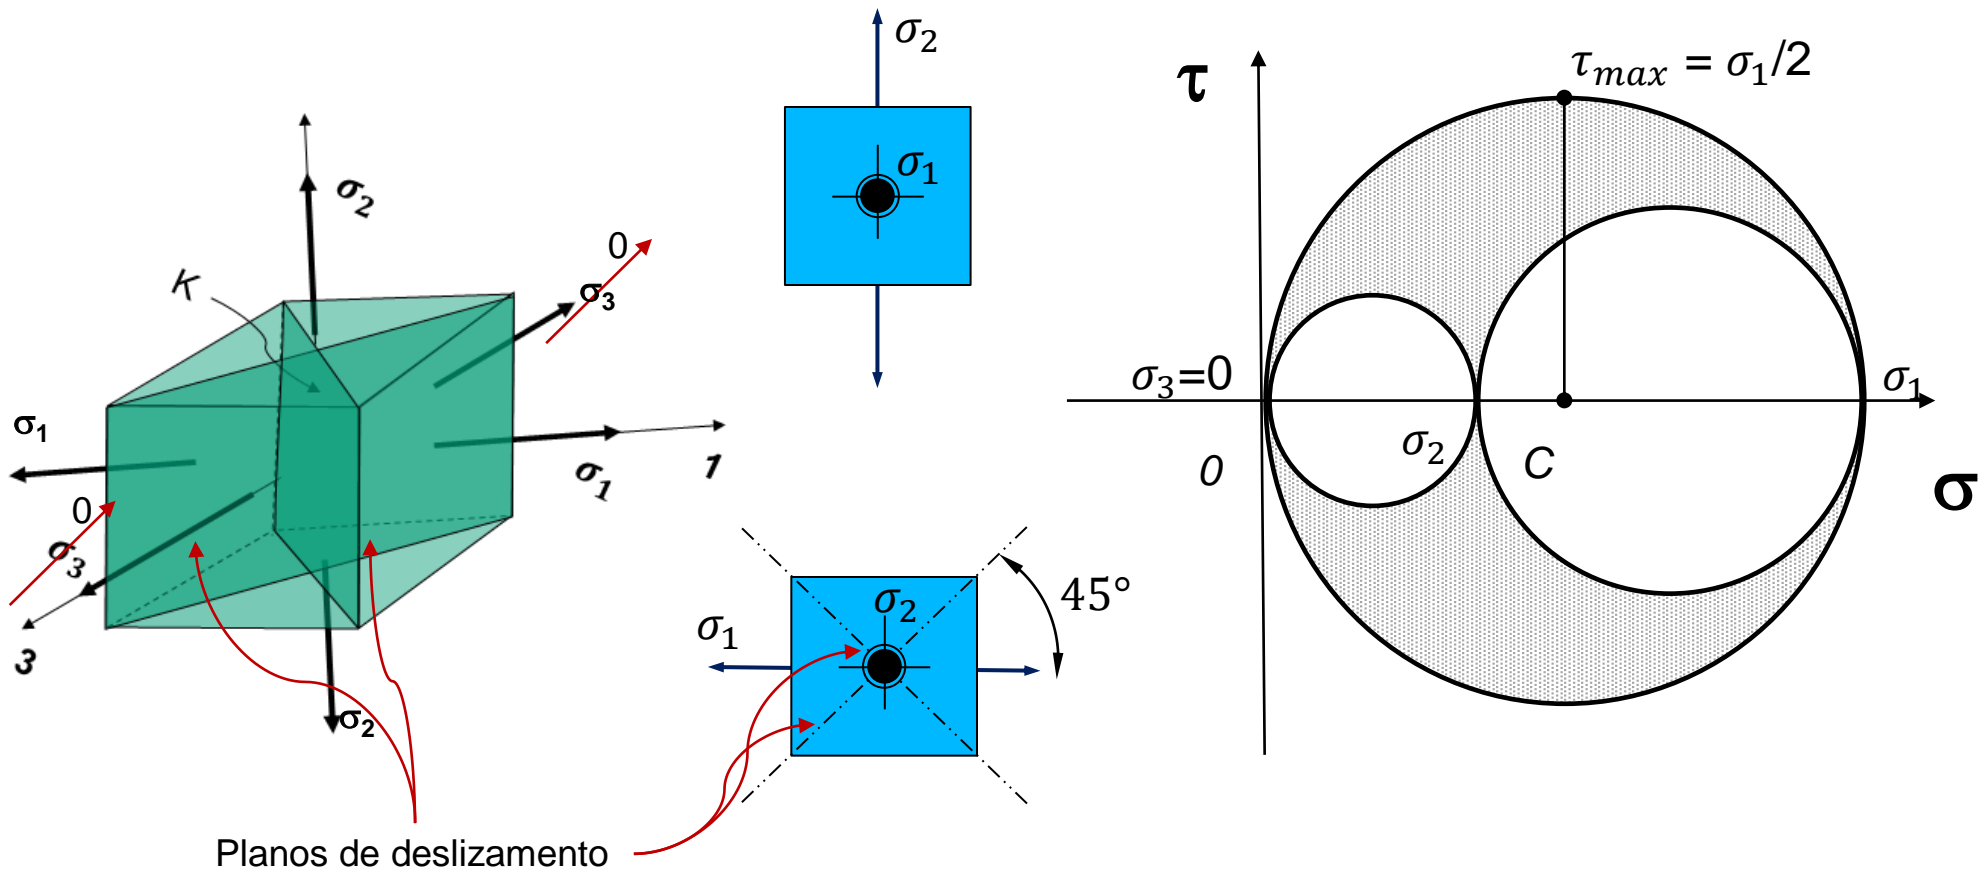 σ₂
K
0
σ₃
σ₁
σ₁
1
0
σ₃
3
σ₂
Planos de deslizamento
σ₂
σ₁
σ₂
σ₁
45°
τ
τₘₐₓ = σ₁/2
σ₃=0
σ₁
σ₂
C
0
σ